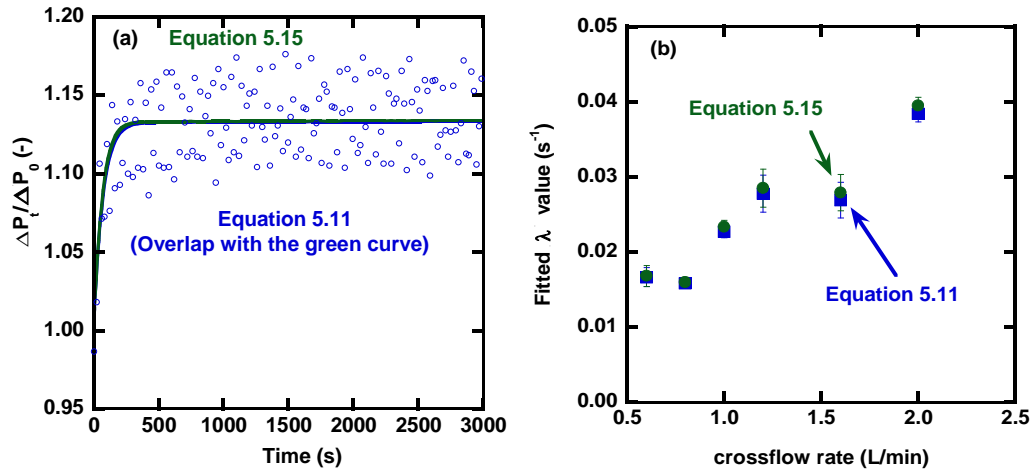 (a)
Equation 5.15
Equation 5.11
(Overlap with the green curve)
1.20
1.15
1.10
1.05
1.00
0.95
0
500
1000
1500
2000
2500
3000
Time (s)
ΔP_t/ΔP_0 (-)
(b)
Equation 5.15
Equation 5.11
0.05
0.04
0.03
0.02
0.01
0.00
0.5
1.0
1.5
2.0
2.5
crossflow rate (L/min)
Fitted λ value (s⁻¹)